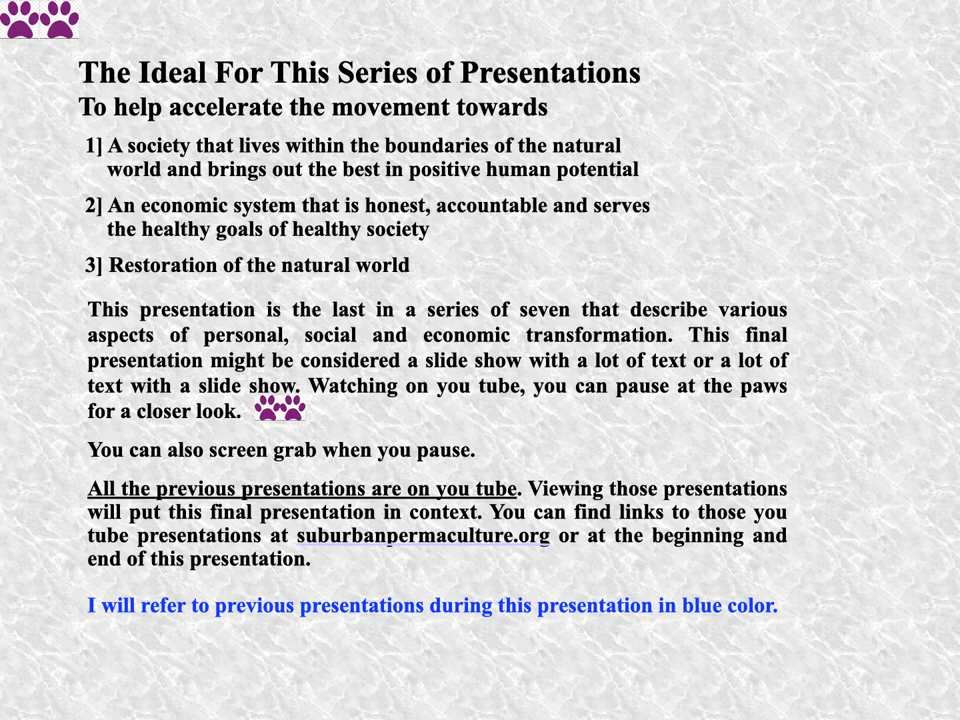 The Ideal For This Series of Presentations
To help accelerate the movement towards
1] A society that lives within the boundaries of the natural
world and brings out the best in positive human potential
2] An economic system that is honest, accountable and serves
the healthy goals of healthy society
3] Restoration of the natural world
This presentation is the last in a series of seven that describe various
aspects of personal, social and economic transformation. This final
presentation might be considered a slide show with a lot of text or a lot of
text with a slide show. Watching on you tube, you can pause at the paws
for a closer look.
You can also screen grab when you pause.
All the previous presentations are on you tube. Viewing those presentations
will put this final presentation in context. You can find links to those you
tube presentations at suburbanpermaculture.org or at the beginning and
end of this presentation.
I will refer to previous presentations during this presentation in blue color.